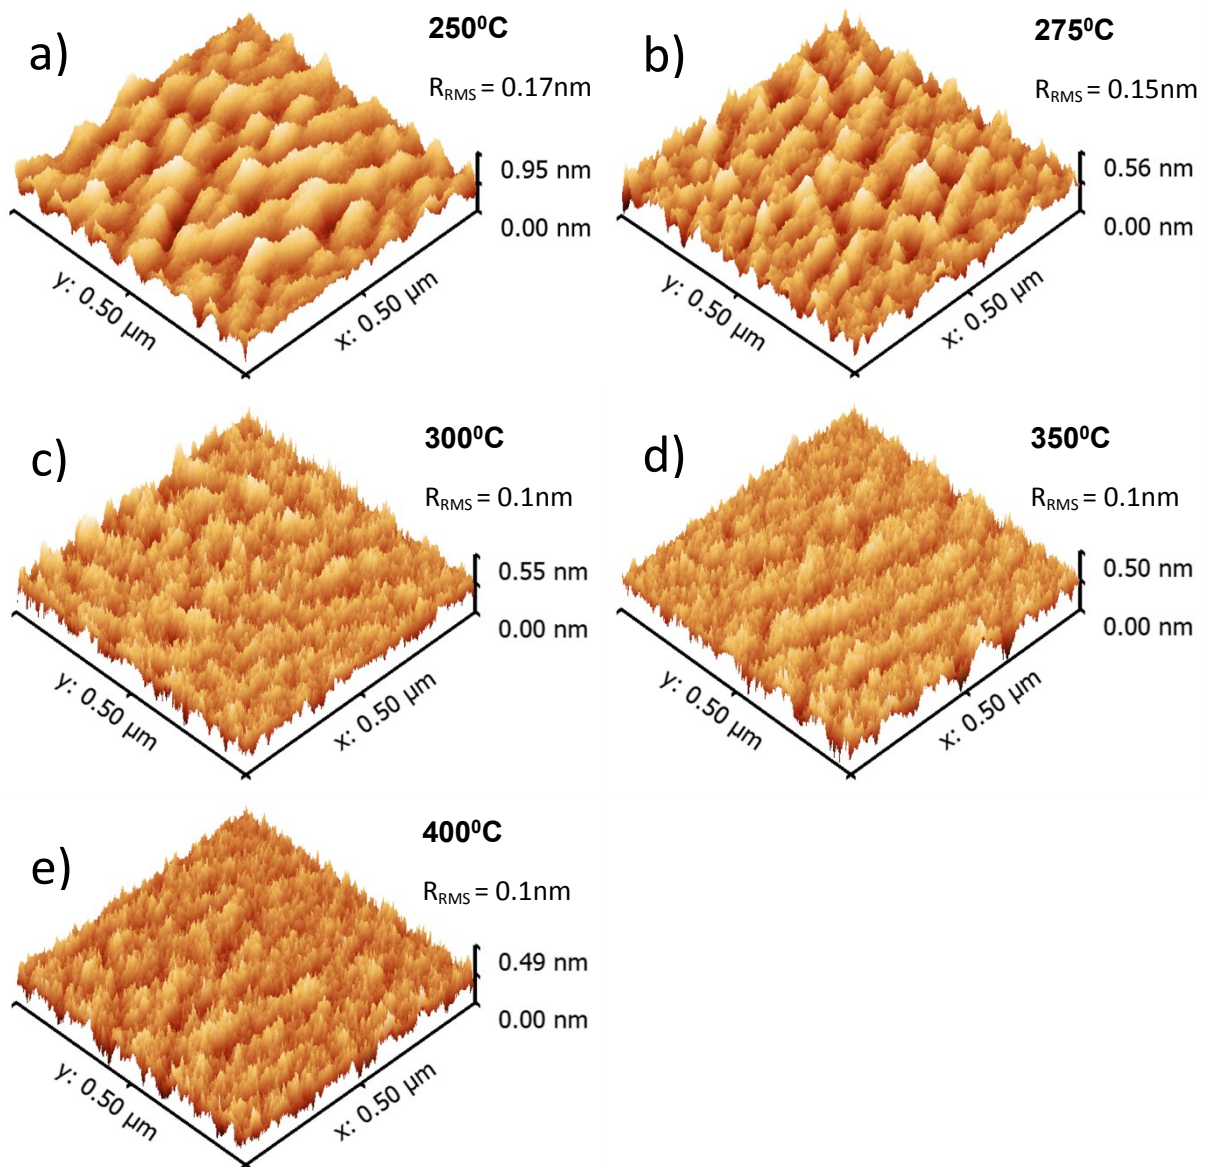 a)
250⁰C
R_RMS = 0.17nm
0.95 nm
0.00 nm
y: 0.50 µm
x: 0.50 µm
b)
275⁰C
R_RMS = 0.15nm
0.56 nm
0.00 nm
y: 0.50 µm
x: 0.50 µm
c)
300⁰C
R_RMS = 0.1nm
0.55 nm
0.00 nm
y: 0.50 µm
x: 0.50 µm
d)
350⁰C
R_RMS = 0.1nm
0.50 nm
0.00 nm
y: 0.50 µm
x: 0.50 µm
e)
400⁰C
R_RMS = 0.1nm
0.49 nm
0.00 nm
y: 0.50 µm
x: 0.50 µm